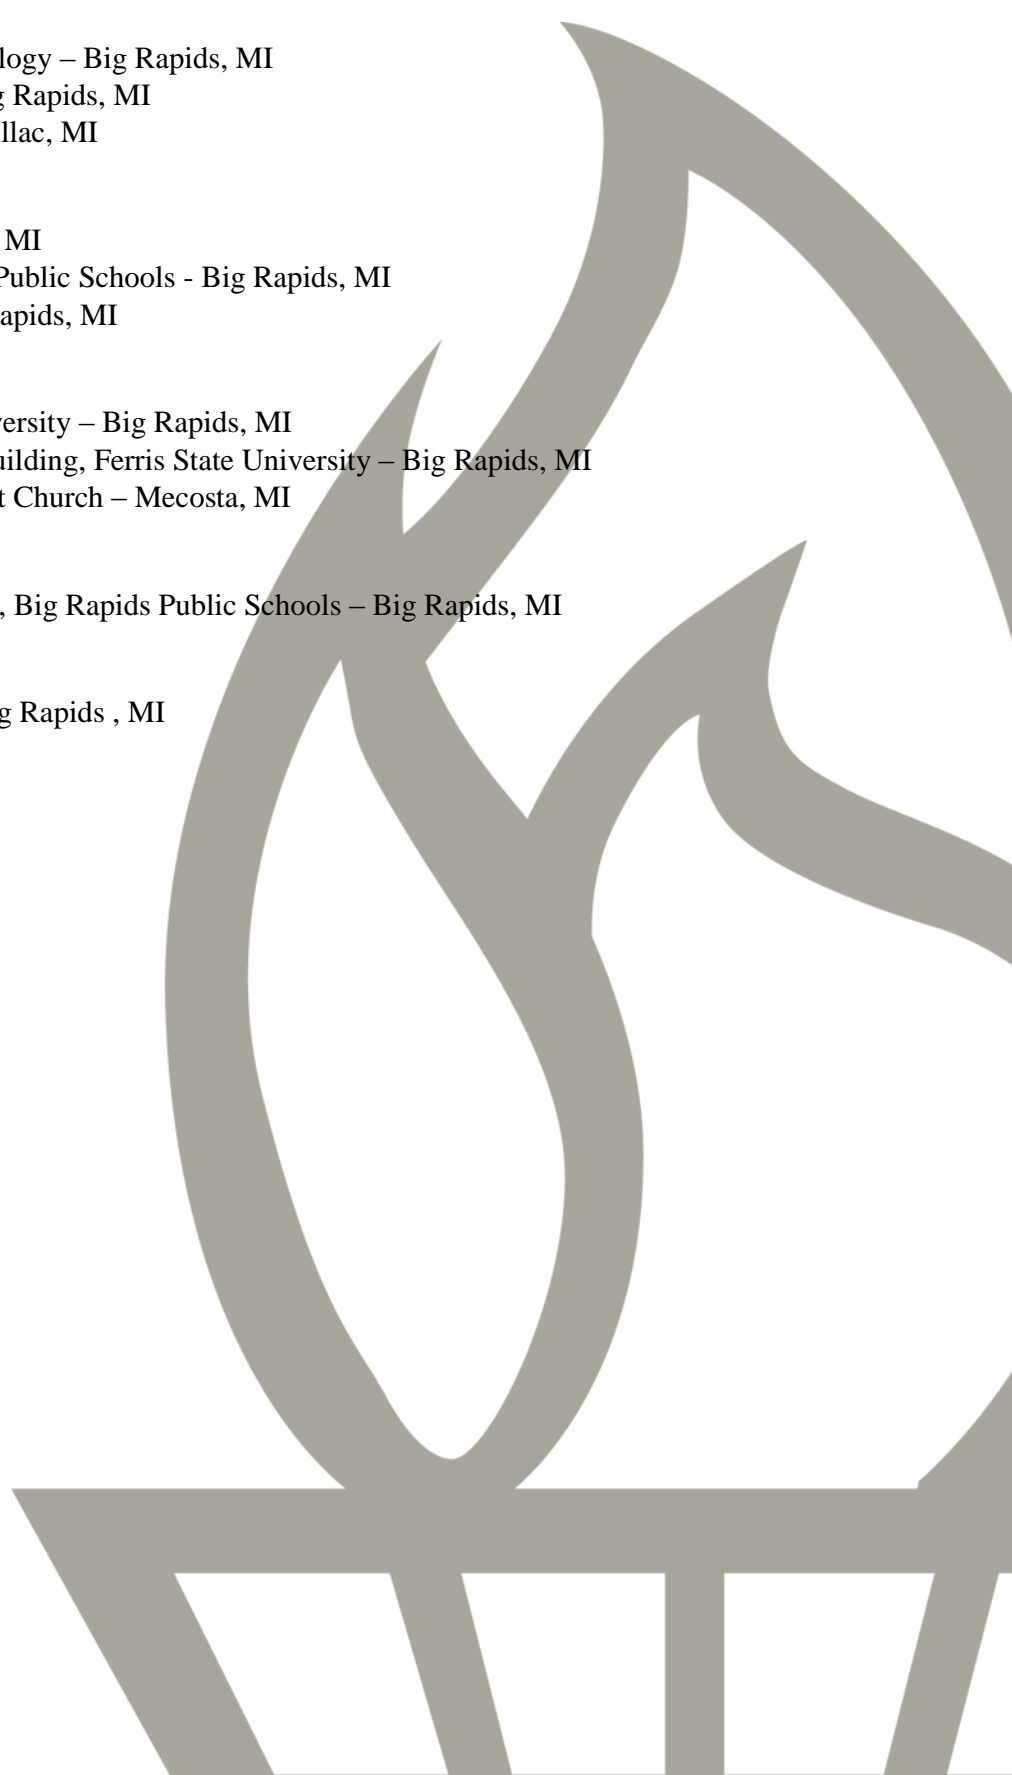 logy – Big Rapids, MI
g Rapids, MI
llac, MI
MI
Public Schools - Big Rapids, MI
apids, MI
versity – Big Rapids, MI
uilding, Ferris State University – Big Rapids, MI
t Church – Mecosta, MI
, Big Rapids Public Schools – Big Rapids, MI
g Rapids , MI